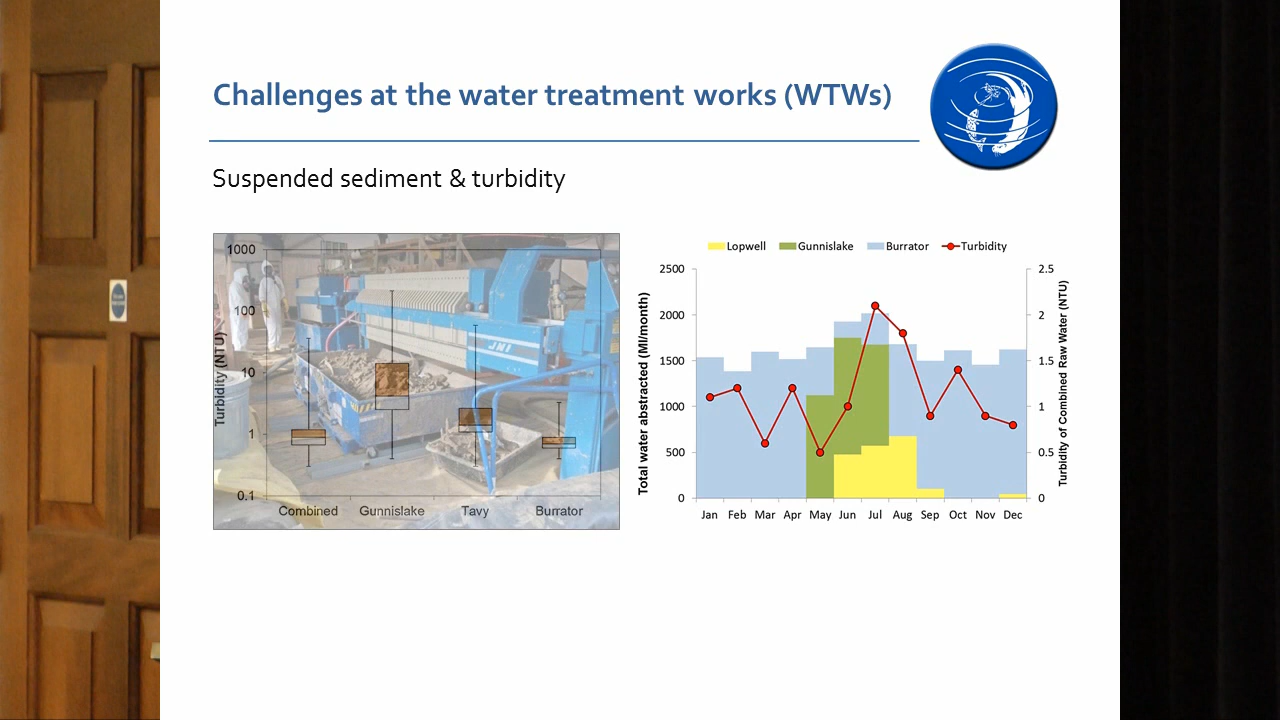 Challenges at the water treatment works (WTWs)
Suspended sediment & turbidity
Turbidity (NTU)
1000
100
10
1
0.1
Combined Gunnislake Tavy Burrator
JMI
Lopwell Gunnislake Burrator Turbidity
Total water abstracted (Ml/month)
2500
2000
1500
1000
500
0
2.5
2
1.5
1
0.5
0
Turbidity of Combined Raw Water (NTU)
Jan Feb Mar Apr May Jun Jul Aug Sep Oct Nov Dec